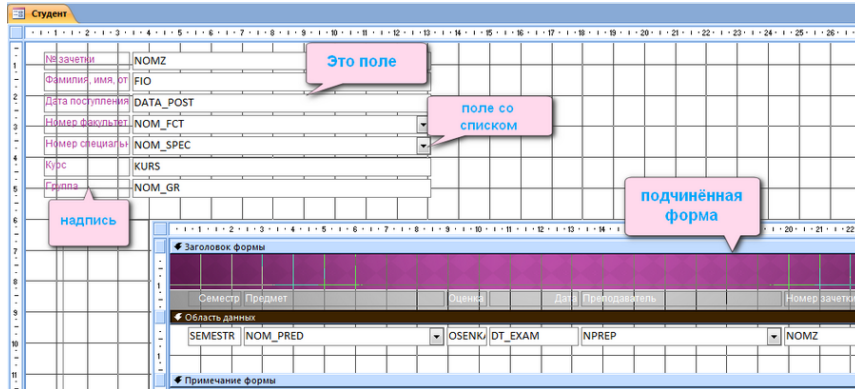 Студент
№ зачетки NOMZ
Фамилия, имя, от FIO
Дата поступления DATA_POST
Номер факультет NOM_FCT
Номер специальн NOM_SPEC
Курс KURS
Группа NOM_GR
Это поле
поле со
списком
надпись
подчинённая
форма
Заголовок формы
Семестр Предмет Оценка Дата Преподаватель Номер зачетки
Область данных
SEMESTR NOM_PRED OSENK DT_EXAM NPREP NOMZ
Примечание формы